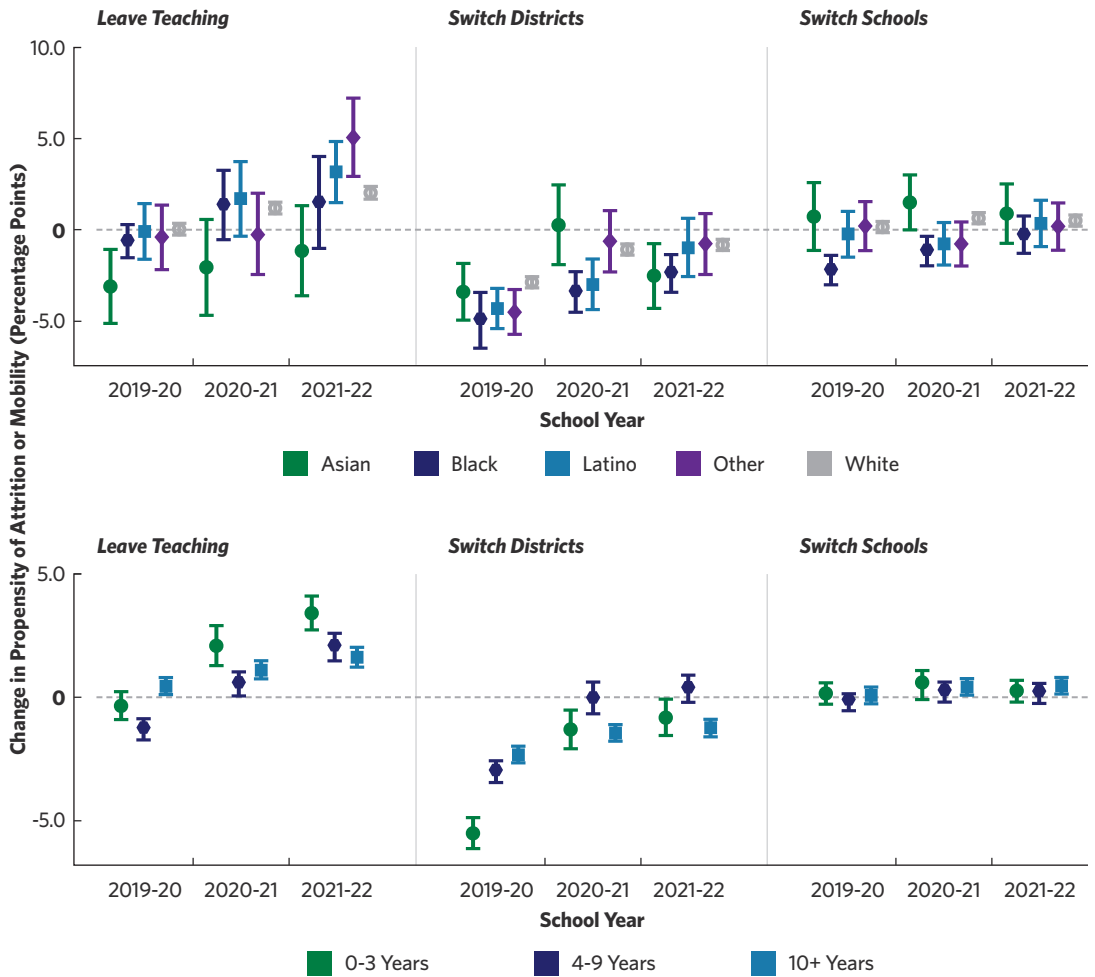 Leave Teaching
Switch Districts
Switch Schools
Change in Propensity of Attrition or Mobility (Percentage Points)
10.0
5.0
0
-5.0
2019-20 2020-21 2021-22 2019-20 2020-21 2021-22 2019-20 2020-21 2021-22
School Year
Asian Black Latino Other White
Leave Teaching
Switch Districts
Switch Schools
5.0
0
-5.0
2019-20 2020-21 2021-22 2019-20 2020-21 2021-22 2019-20 2020-21 2021-22
School Year
0-3 Years 4-9 Years 10+ Years